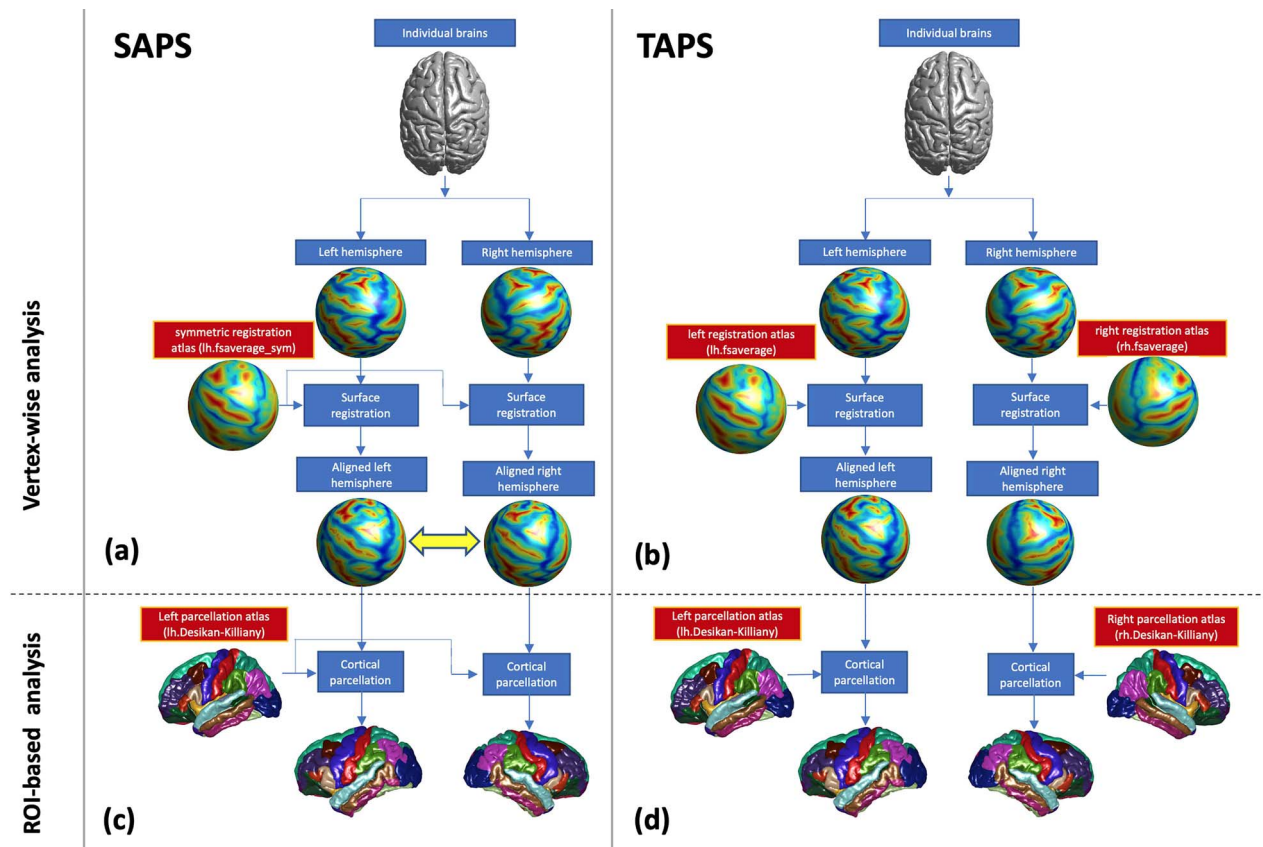 SAPS
Individual brains
Left hemisphere
Right hemisphere
symmetric registration
atlas (lh.fsaverage_sym)
Surface
registration
Surface
registration
Aligned left
hemisphere
Aligned right
hemisphere
(a)
TAPS
Individual brains
Left hemisphere
Right hemisphere
left registration atlas
(lh.fsaverage)
right registration atlas
(rh.fsaverage)
Surface
registration
Surface
registration
Aligned left
hemisphere
Aligned right
hemisphere
(b)
Vertex-wise analysis
Left parcellation atlas
(lh.Desikan-Killiany)
Cortical
parcellation
Cortical
parcellation
(c)
Left parcellation atlas
(lh.Desikan-Killiany)
Right parcellation atlas
(rh.Desikan-Killiany)
Cortical
parcellation
Cortical
parcellation
(d)
ROI-based analysis